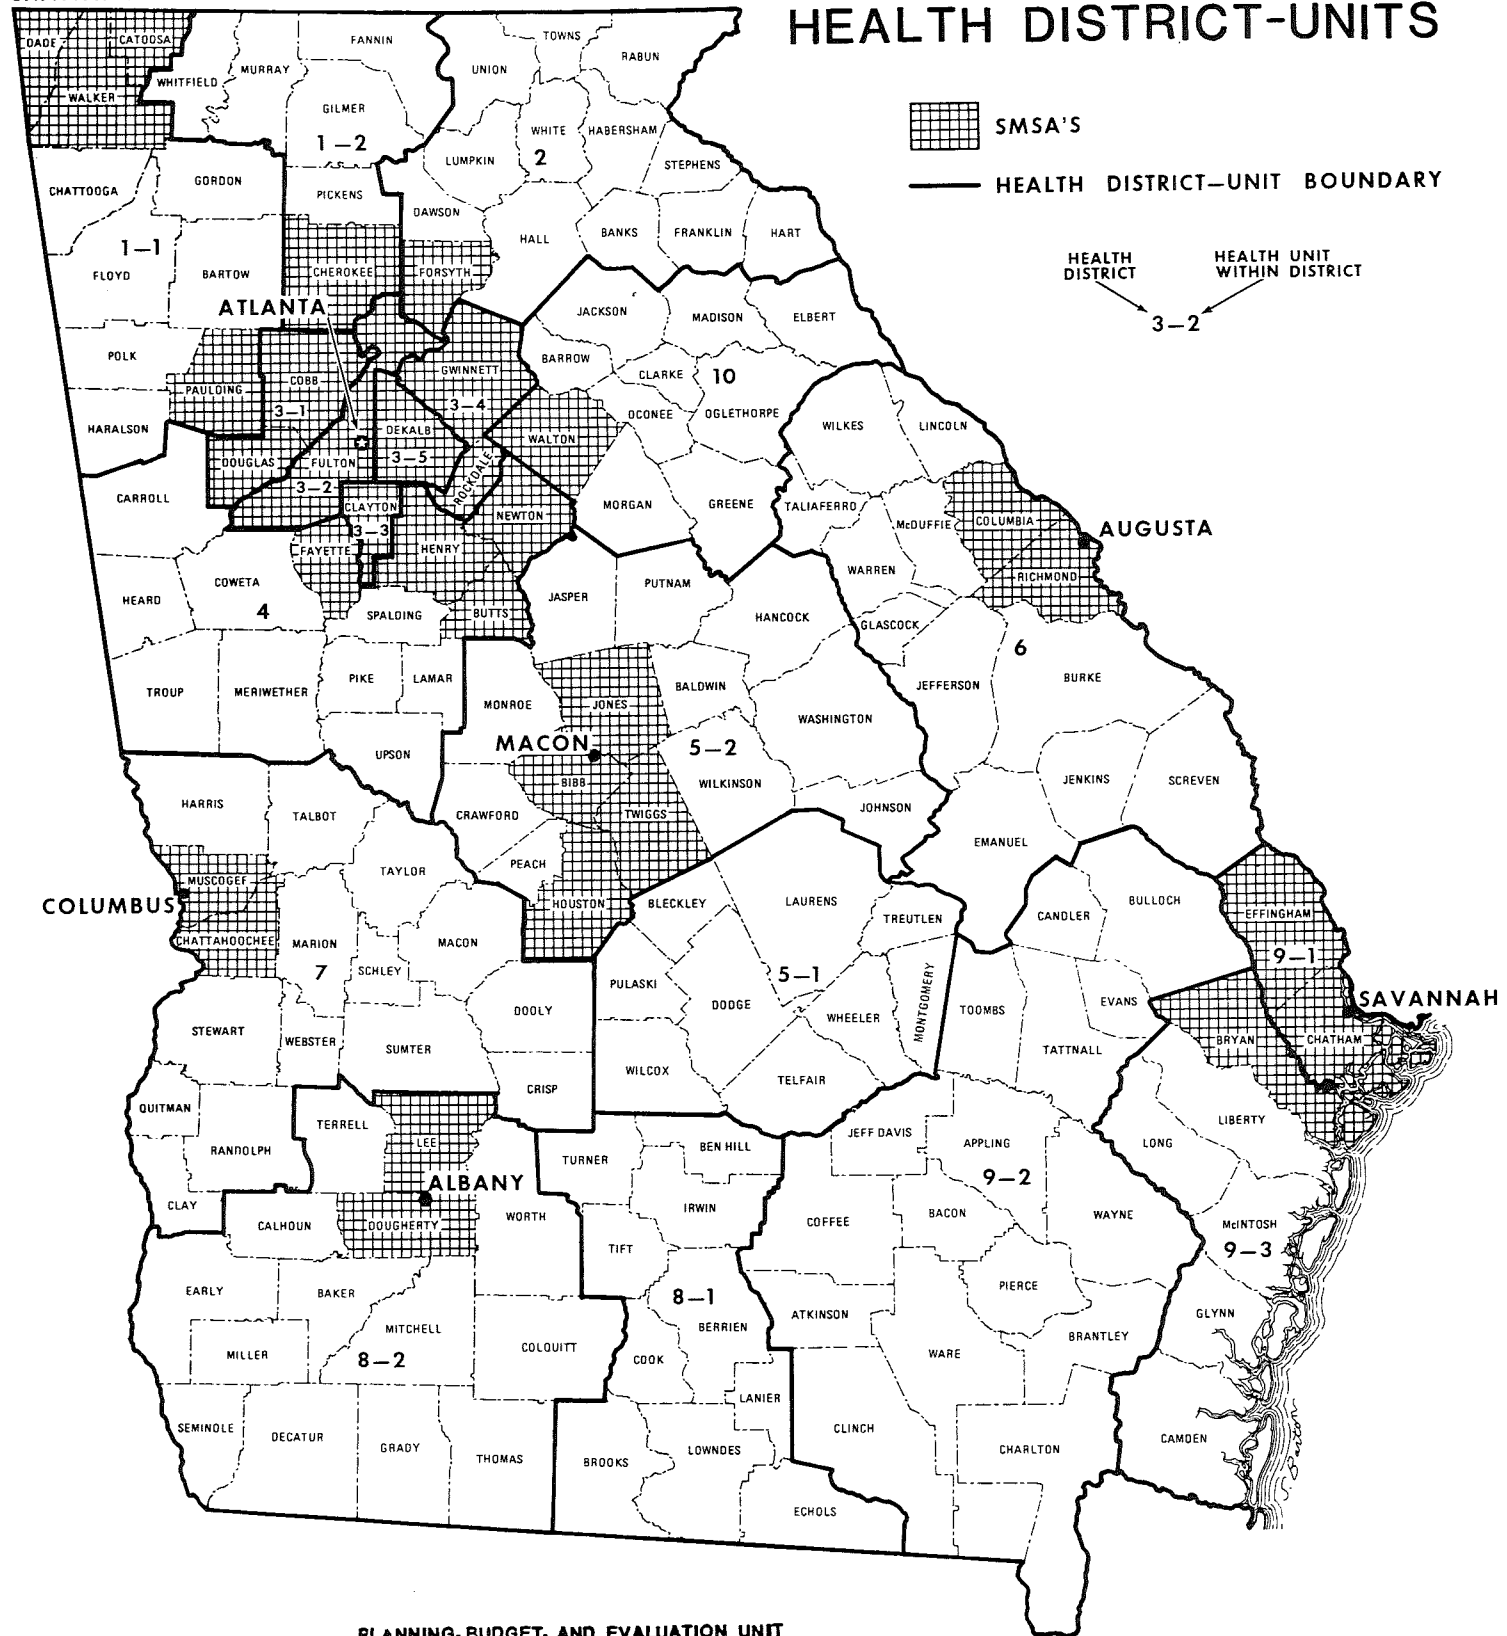 HEALTH DISTRICT-UNITS
SMSA'S
HEALTH DISTRICT—UNIT BOUNDARY
HEALTH DISTRICT
HEALTH UNIT WITHIN DISTRICT
3—2
DADE
CATOOSA
WALKER
WHITFIELD
MURRAY
FANNIN
GILMER
1—2
PICKENS
UNION
TOWNS
RABUN
LUMPKIN
WHITE
2
HABERSHAM
STEPHENS
DAWSON
HALL
BANKS
FRANKLIN
HART
CHATTOOGA
GORDON
1—1
FLOYD
BARTOW
CHEROKEE
FORSYTH
ATLANTA
POLK
PAULDING
HARALSON
COBB
3—1
GWINNETT
3—4
DEKALB
3—5
DOUGLAS
FULTON
3—2
ROCKDALE
CLAYTON
3—3
JACKSON
MADISON
ELBERT
BARROW
CLARKE
10
OCONEE
OGLETHORPE
WALTON
MORGAN
GREENE
WILKES
LINCOLN
TALIAFERRO
McDUFFIE
COLUMBIA
AUGUSTA
RICHMOND
WARREN
GLASCOCK
CARROLL
NEWTON
FAYETTE
HENRY
COWETA
4
HEARD
SPALDING
BUTTS
JASPER
PUTNAM
HANCOCK
6
JEFFERSON
BURKE
TROUP
MERIWETHER
PIKE
LAMAR
UPSON
MONROE
JONES
BALDWIN
WASHINGTON
MACON
5—2
BIBB
WILKINSON
CRAWFORD
TWIGGS
JOHNSON
PEACH
HOUSTON
JENKINS
SCREVEN
EMANUEL
HARRIS
TALBOT
TAYLOR
MUSCOGEF
COLUMBUS
CHATTAHOOCHEE
MARION
7
SCHLEY
MACON
BLECKLEY
LAURENS
TREUTLEN
CANDLER
BULLOCH
EFFINGHAM
9—1
SAVANNAH
5—1
PULASKI
DODGE
WHEELER
MONTGOMERY
TOOMBS
EVANS
TATTNALL
BRYAN
CHATHAM
DOOLY
STEWART
WEBSTER
SUMTER
CRISP
WILCOX
TELFAIR
QUITMAN
TERRELL
LEE
RANDOLPH
CLAY
ALBANY
CALHOUN
DOUGHERTY
WORTH
TURNER
BEN HILL
IRWIN
TIFT
JEFF DAVIS
APPLING
9—2
LONG
LIBERTY
COFFEE
BACON
WAYNE
McINTOSH
9—3
EARLY
BAKER
MITCHELL
MILLER
8—2
COLQUITT
8—1
BERRIEN
COOK
ATKINSON
PIERCE
WARE
BRANTLEY
GLYNN
LANIER
SEMINOLE
DECATUR
GRADY
THOMAS
BROOKS
LOWNDES
CLINCH
CHARLTON
CAMDEN
ECHOLS
PLANNING, BUDGET, AND EVALUATION UNIT